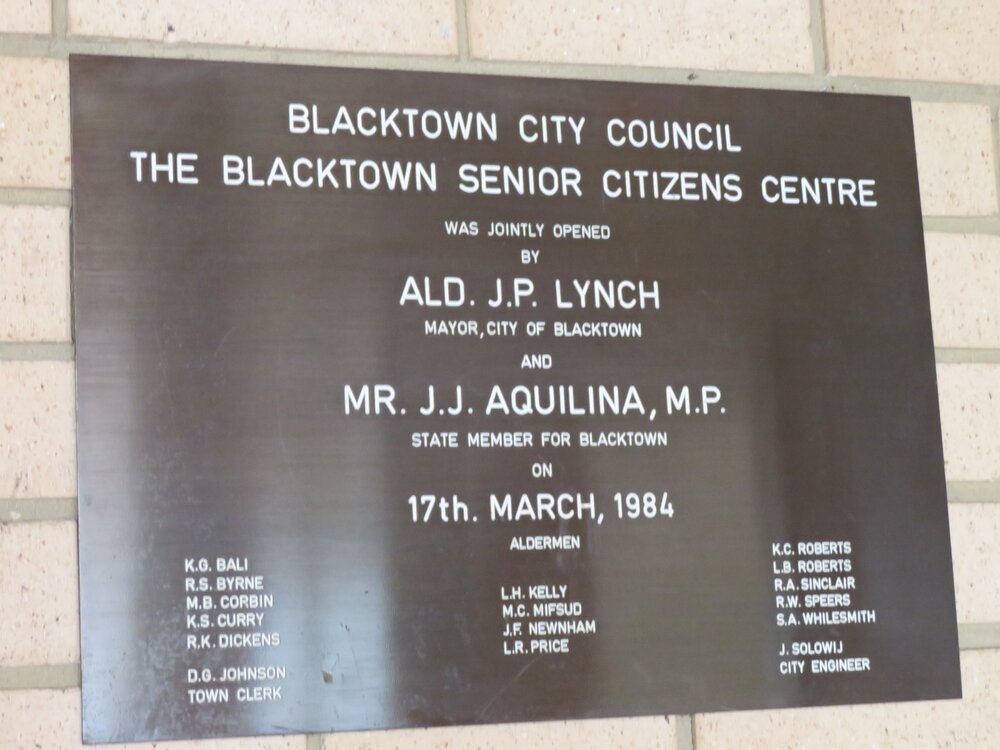 BLACKTOWN CITY COUNCIL
THE BLACKTOWN SENIOR CITIZENS CENTRE
WAS JOINTLY OPENED
BY
ALD. J.P. LYNCH
MAYOR, CITY OF BLACKTOWN
AND
MR. J.J. AQUILINA, M.P.
STATE MEMBER FOR BLACKTOWN
ON
17th. MARCH, 1984
ALDERMEN
K.G. BALI
R.S. BYRNE
M.B. CORBIN
K.S. CURRY
R.K. DICKENS
D.G. JOHNSON
TOWN CLERK
L.H. KELLY
M.C. MIFSUD
J.F. NEWNHAM
L.R. PRICE
K.C. ROBERTS
L.B. ROBERTS
R.A. SINCLAIR
R.W. SPEERS
S.A. WHILESMITH
J. SOLOWIJ
CITY ENGINEER